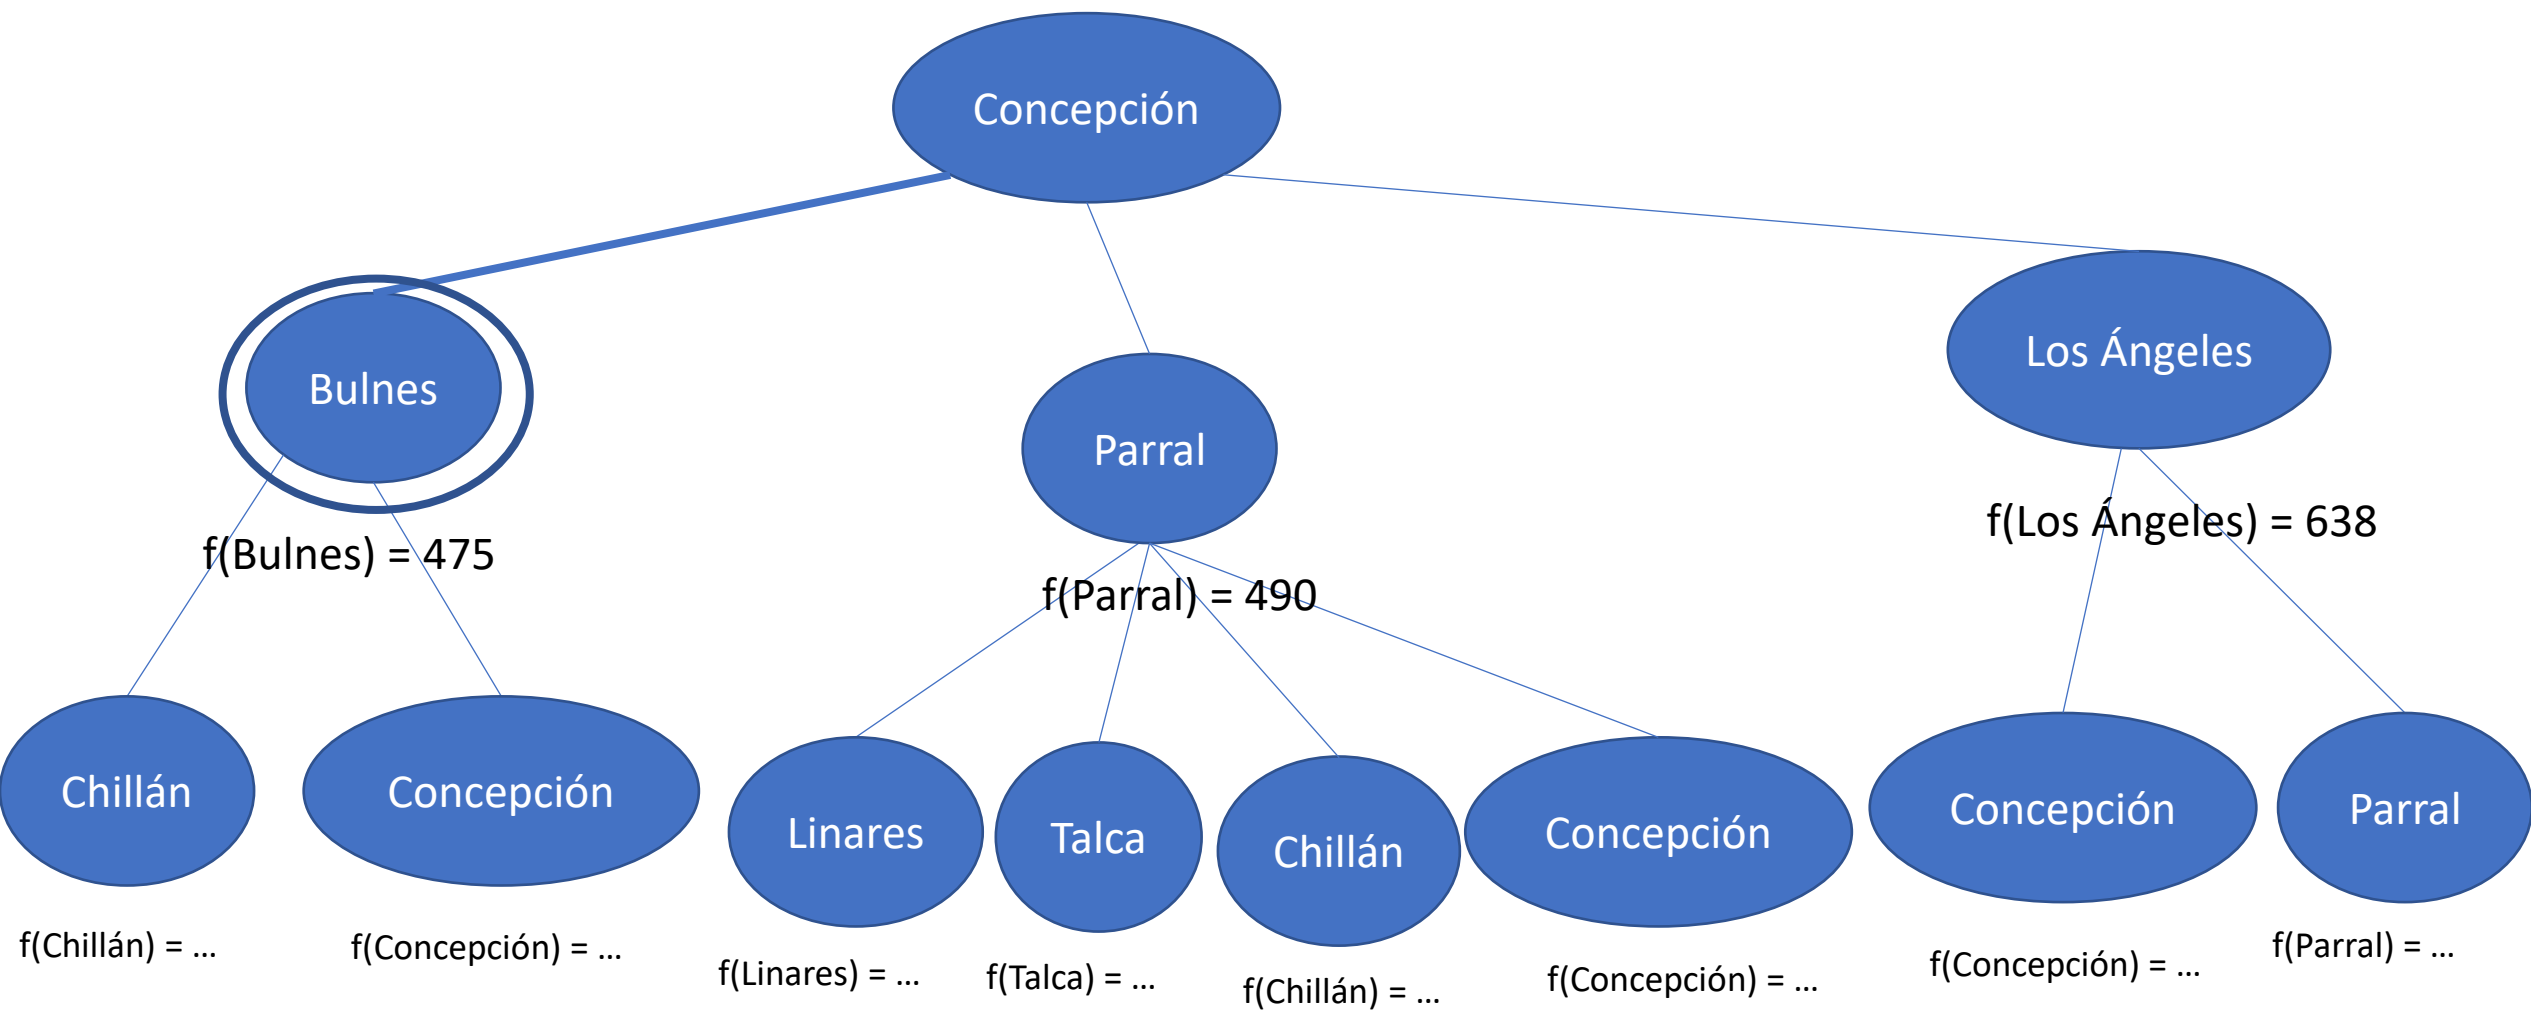 Concepción
Bulnes
Parral
Los Ángeles
f(Bulnes) = 475
f(Parral) = 490
f(Los Ángeles) = 638
Chillán
Concepción
Linares
Talca
Chillán
Concepción
Concepción
Parral
f(Chillán) = ...
f(Concepción) = ...
f(Linares) = ...
f(Talca) = ...
f(Chillán) = ...
f(Concepción) = ...
f(Concepción) = ...
f(Parral) = ...